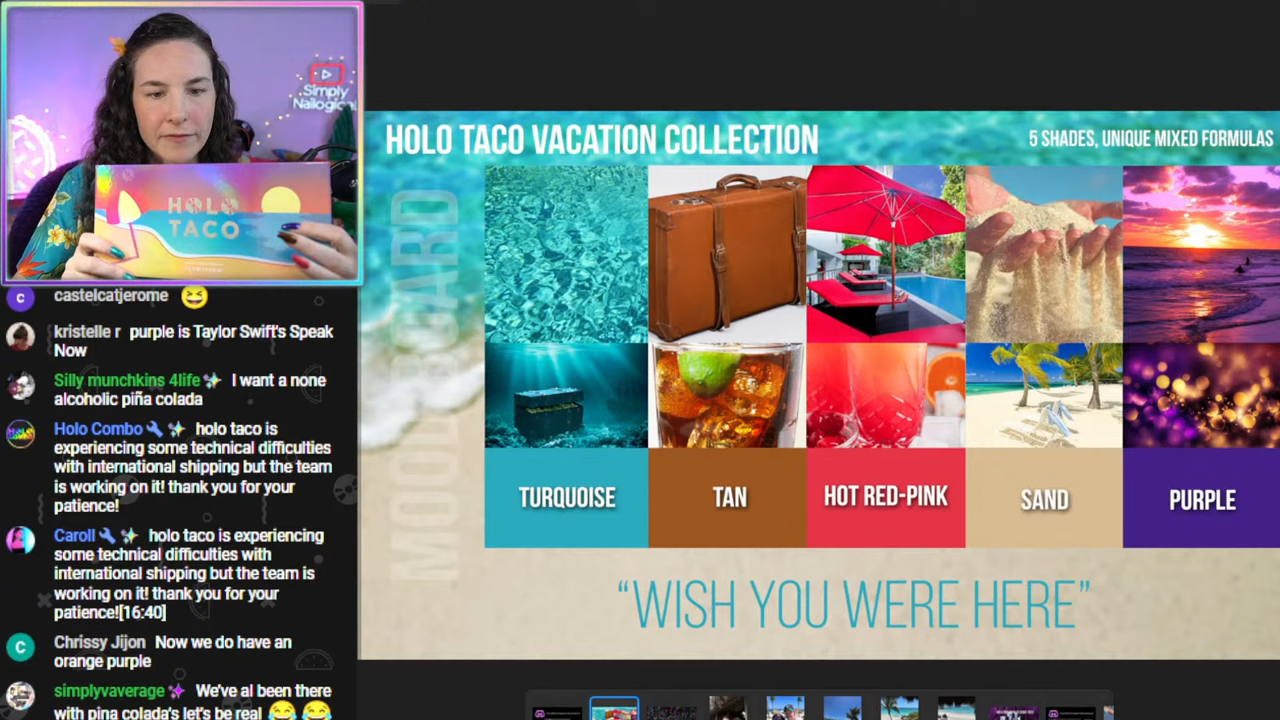 Simply
Nailogical
HOLO
TACO
castelcatjerome 😆
kristelle r purple is Taylor Swift's Speak
Now
Silly munchkins 4life✨ I want a none
alcoholic piña colada
Holo Combo 🔧 ✨ holo taco is
experiencing some technical difficulties
with international shipping but the team
is working on it! thank you for your
patience!
Caroll 🔧 ✨ holo taco is experiencing
some technical difficulties with
international shipping but the team is
working on it! thank you for your
patience![16:40]
Chrissy Jijon Now we do have an
orange purple
simplyvaverage We've al been there
with pina colada's let's be real 😂 😂
HOLO TACO VACATION COLLECTION
5 SHADES, UNIQUE MIXED FORMULAS
MOOD BOARD
TURQUOISE
TAN
HOT RED-PINK
SAND
PURPLE
“WISH YOU WERE HERE”